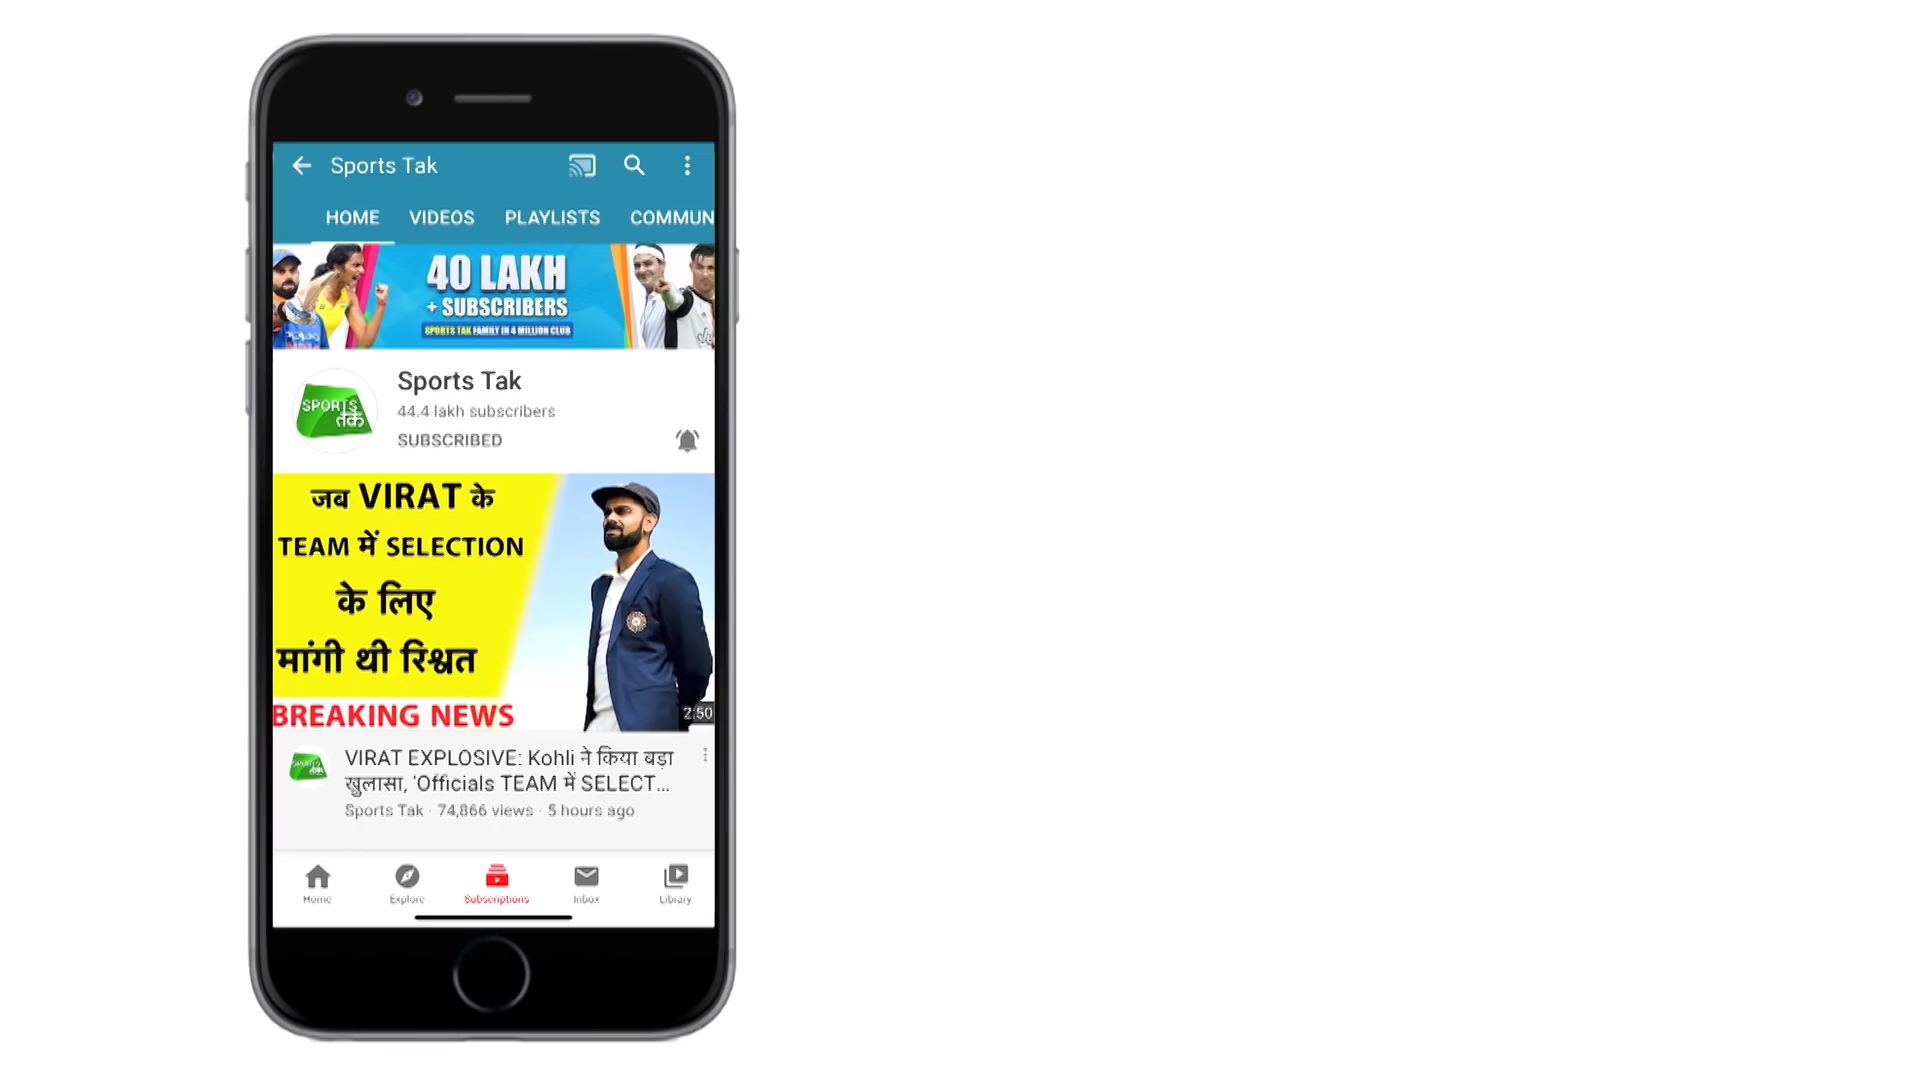 Sports Tak
HOME VIDEOS PLAYLISTS COMMUN
40 LAKH
+ SUBSCRIBERS
SPORTS TAK FAMILY IN 4 MILLION CLUB
Sports Tak
44.4 lakh subscribers
SUBSCRIBED
SPORTS
तक
जब VIRAT के
TEAM में SELECTION
के लिए
मांगी थी रिश्वत
BREAKING NEWS
2:50
SPORTS
तक
VIRAT EXPLOSIVE: Kohli ने किया बड़ा
खुलासा, 'Officials TEAM में SELECT...
Sports Tak · 74,866 views · 5 hours ago
Home Explore Subscriptions Inbox Library